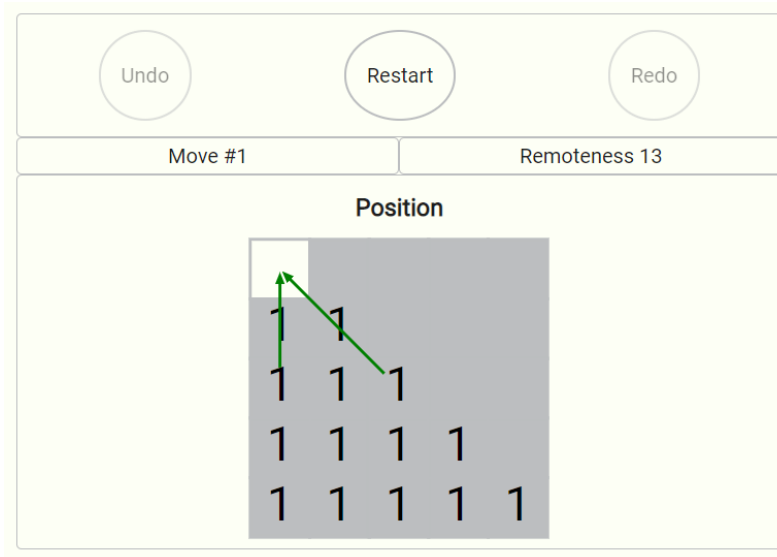 Undo Restart Redo
Move #1 Remoteness 13
Position
1 1
1 1 1
1 1 1 1
1 1 1 1 1